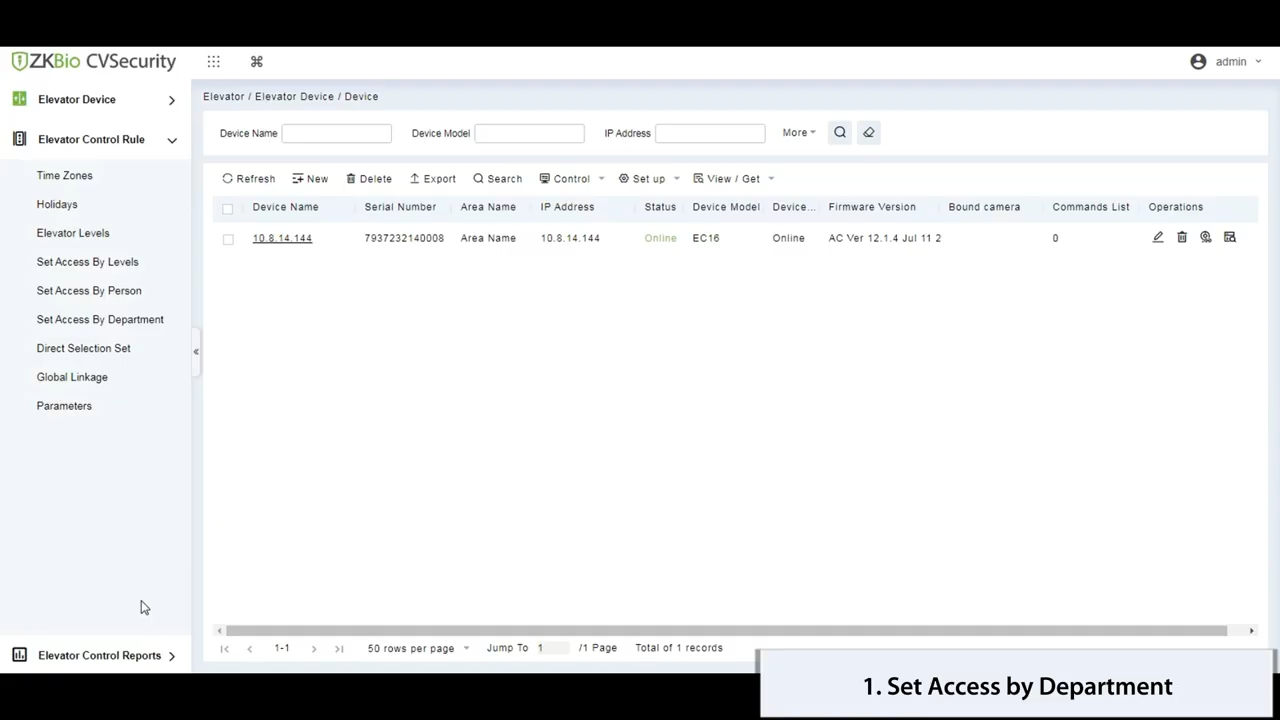 ZKBio CVSecurity
admin
Elevator Device
Elevator Control Rule
Time Zones
Holidays
Elevator Levels
Set Access By Levels
Set Access By Person
Set Access By Department
Direct Selection Set
Global Linkage
Parameters
Elevator Control Reports
Elevator / Elevator Device / Device
Device Name Device Model IP Address More
Refresh New Delete Export Search Control Set up View / Get
Device Name Serial Number Area Name IP Address Status Device Model Device... Firmware Version Bound camera Commands List Operations
10.8.14.144 7937232140008 Area Name 10.8.14.144 Online EC16 Online AC Ver 12.1.4 Jul 11 2 0
1-1 50 rows per page Jump To 1 /1 Page Total of 1 records
1. Set Access by Department